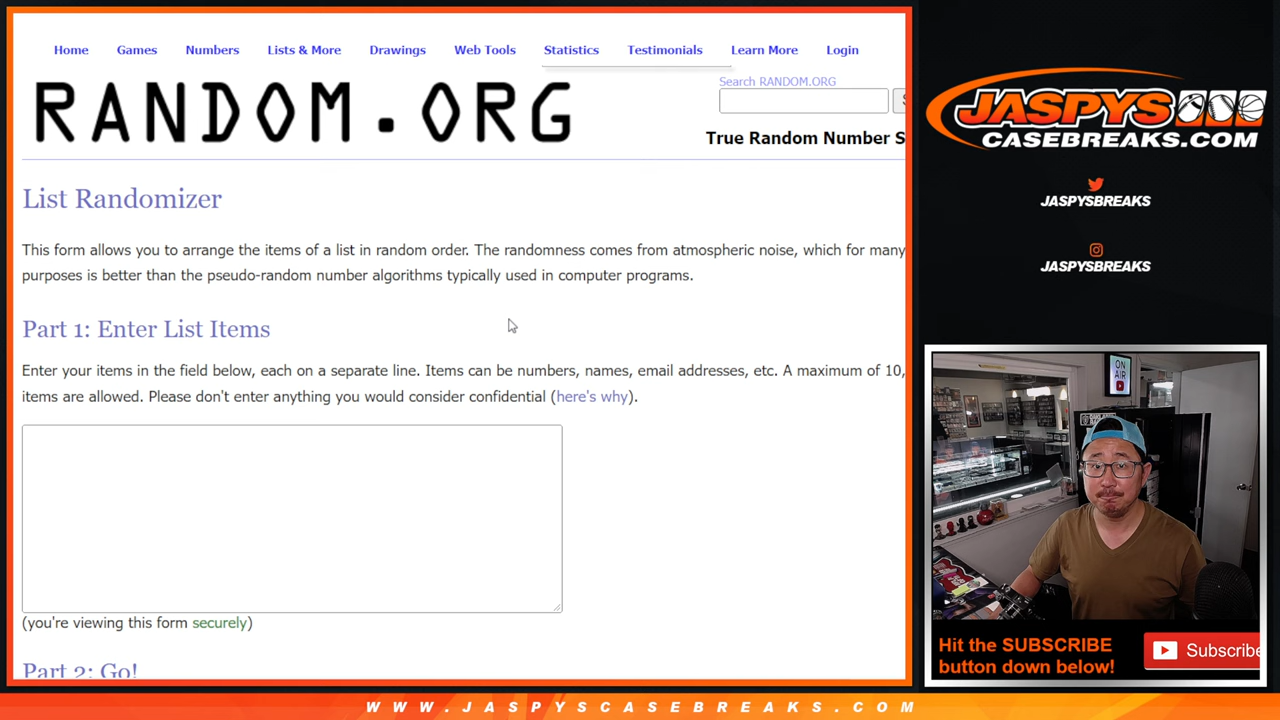 Home Games Numbers Lists & More Drawings Web Tools Statistics Testimonials Learn More Login
RANDOM.ORG
Search RANDOM.ORG
True Random Number S
List Randomizer
This form allows you to arrange the items of a list in random order. The randomness comes from atmospheric noise, which for many
purposes is better than the pseudo-random number algorithms typically used in computer programs.
Part 1: Enter List Items
Enter your items in the field below, each on a separate line. Items can be numbers, names, email addresses, etc. A maximum of 10,
items are allowed. Please don't enter anything you would consider confidential (here's why).
(you're viewing this form securely)
Part 2: Go!
JASPYS
CASEBREAKS.COM
JASPYSBREAKS
JASPYSBREAKS
ON
AIR
Hit the SUBSCRIBE
button down below!
Subscribe
WWW.JASPYSCASEBREAKS.COM